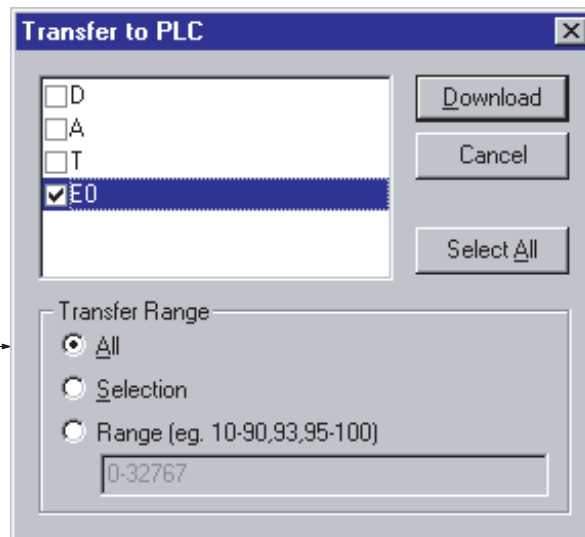 Transfer to PLC
D
A
T
E0
Download
Cancel
Select All
Transfer Range
All
Selection
Range (eg. 10-90,93,95-100)
0-32767